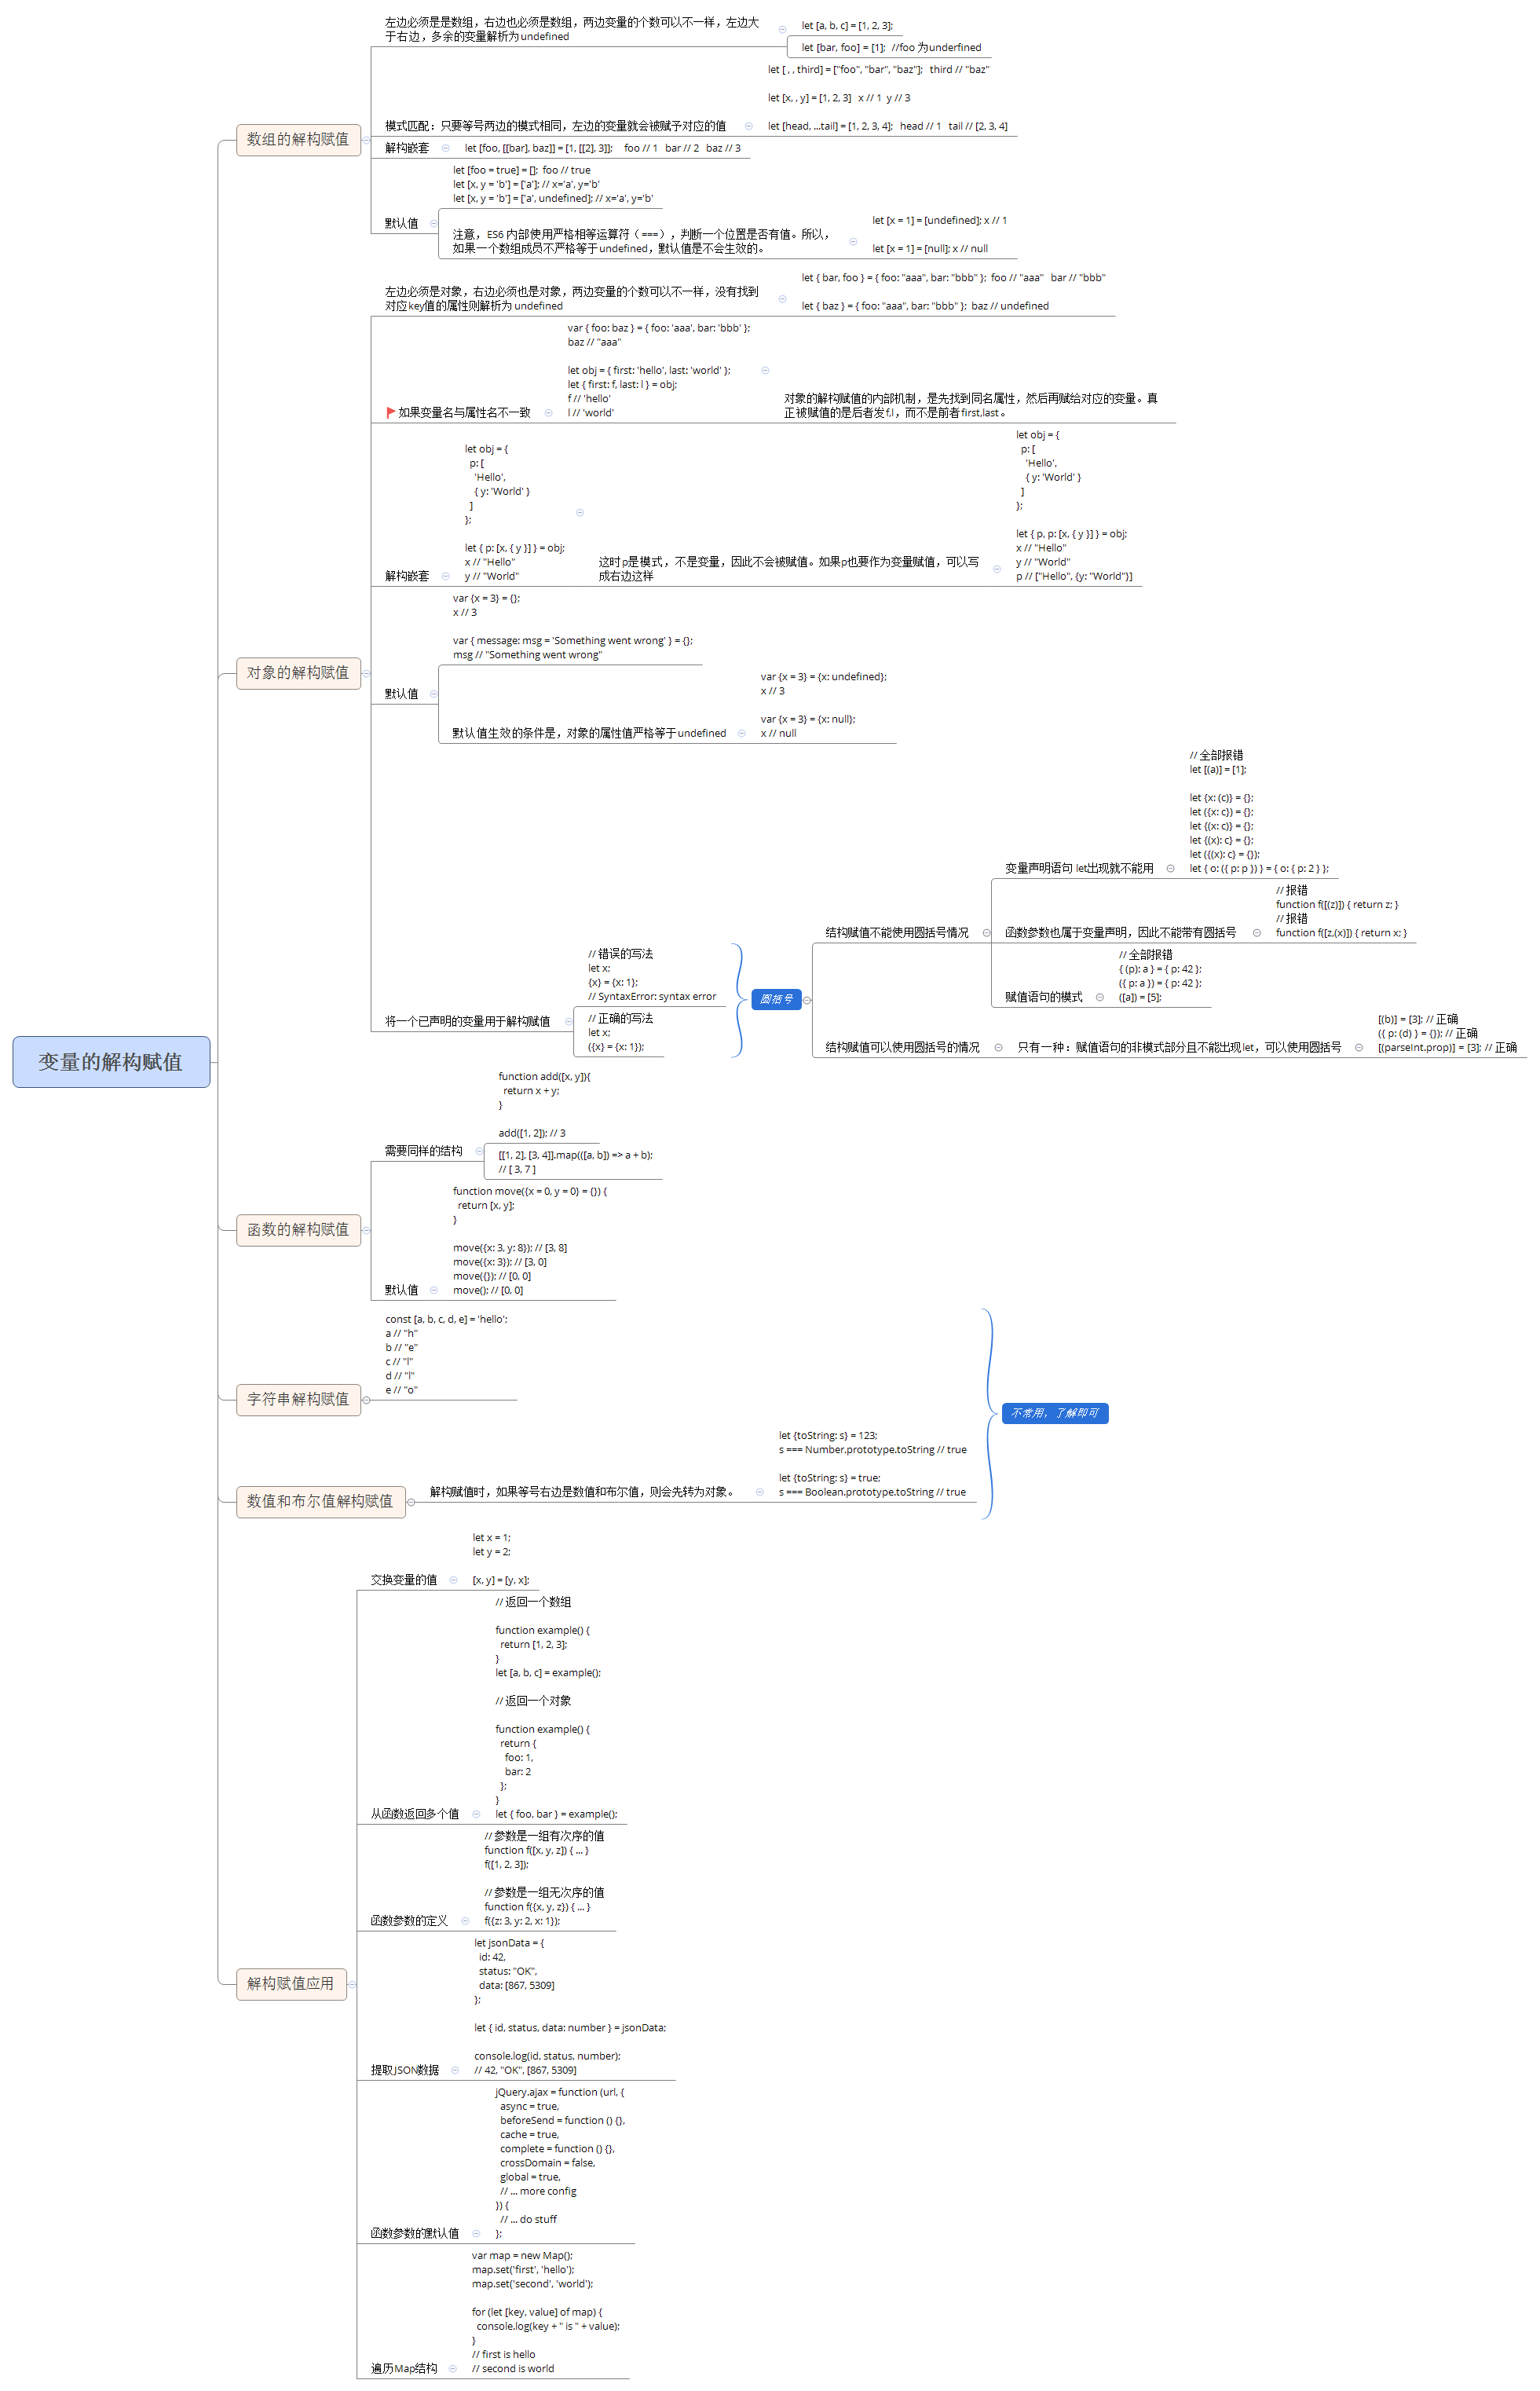 变量的解构赋值
数组的解构赋值
左边必须是是数组，右边也必须是数组，两边变量的个数可以不一样，左边大
于右边，多余的变量解析为undefined
let [a, b, c] = [1, 2, 3];
let [bar, foo] = [1];  //foo 为underfined
模式匹配：只要等号两边的模式相同，左边的变量就会被赋予对应的值
let [ , , third] = ["foo", "bar", "baz"];   third // "baz"
let [x, , y] = [1, 2, 3]   x // 1  y // 3
let [head, ...tail] = [1, 2, 3, 4];   head // 1   tail // [2, 3, 4]
解构嵌套
let [foo, [[bar], baz]] = [1, [[2], 3]];     foo // 1   bar // 2   baz // 3
默认值
let [foo = true] = [];  foo // true
let [x, y = 'b'] = ['a']; // x='a', y='b'
let [x, y = 'b'] = ['a', undefined]; // x='a', y='b'
注意，ES6 内部使用严格相等运算符（===），判断一个位置是否有值。所以，
如果一个数组成员不严格等于undefined，默认值是不会生效的。
let [x = 1] = [undefined]; x // 1
let [x = 1] = [null]; x // null
对象的解构赋值
左边必须是对象，右边必须也是对象，两边变量的个数可以不一样，没有找到
对应key值的属性则解析为 undefined
let { bar, foo } = { foo: "aaa", bar: "bbb" };  foo // "aaa"   bar // "bbb"
let { baz } = { foo: "aaa", bar: "bbb" };  baz // undefined
如果变量名与属性名不一致
var { foo: baz } = { foo: 'aaa', bar: 'bbb' };
baz // "aaa"
let obj = { first: 'hello', last: 'world' };
let { first: f, last: l } = obj;
f // 'hello'
l // 'world'
对象的解构赋值的内部机制，是先找到同名属性，然后再赋给对应的变量。真
正被赋值的是后者发f,l，而不是前者first,last。
解构嵌套
let obj = {
p: [
'Hello',
{ y: 'World' }
]
};
let { p: [x, { y }] } = obj;
x // "Hello"
y // "World"
这时p是模式，不是变量，因此不会被赋值。如果p也要作为变量赋值，可以写
成右边这样
let obj = {
p: [
'Hello',
{ y: 'World' }
]
};
let { p, p: [x, { y }] } = obj;
x // "Hello"
y // "World"
p // ["Hello", {y: "World"}]
默认值
var {x = 3} = {};
x // 3
var { message: msg = 'Something went wrong' } = {};
msg // "Something went wrong"
默认值生效的条件是，对象的属性值严格等于undefined
var {x = 3} = {x: undefined};
x // 3
var {x = 3} = {x: null};
x // null
将一个已声明的变量用于解构赋值
// 错误的写法
let x;
{x} = {x: 1};
// SyntaxError: syntax error
// 正确的写法
let x;
({x} = {x: 1});
圆括号
结构赋值不能使用圆括号情况
变量声明语句 let出现就不能用
// 全部报错
let [(a)] = [1];
let {x: (c)} = {};
let ({x: c}) = {};
let {(x: c)} = {};
let {(x): c} = {};
let ({(x): c} = {});
let { o: ({ p: p }) } = { o: { p: 2 } };
函数参数也属于变量声明，因此不能带有圆括号
// 报错
function f([(z)]) { return z; }
// 报错
function f([z,(x)]) { return x; }
赋值语句的模式
// 全部报错
{ (p): a } = { p: 42 };
({ p: a }) = { p: 42 };
([a]) = [5];
结构赋值可以使用圆括号的情况
只有一种：赋值语句的非模式部分且不能出现let，可以使用圆括号
[(b)] = [3]; // 正确
({ p: (d) } = {}); // 正确
[(parseInt.prop)] = [3]; // 正确
函数的解构赋值
需要同样的结构
function add([x, y]){
return x + y;
}
add([1, 2]); // 3
[[1, 2], [3, 4]].map(([a, b]) => a + b);
// [ 3, 7 ]
默认值
function move({x = 0, y = 0} = {}) {
return [x, y];
}
move({x: 3, y: 8}); // [3, 8]
move({x: 3}); // [3, 0]
move({}); // [0, 0]
move(); // [0, 0]
字符串解构赋值
const [a, b, c, d, e] = 'hello';
a // "h"
b // "e"
c // "l"
d // "l"
e // "o"
数值和布尔值解构赋值
解构赋值时，如果等号右边是数值和布尔值，则会先转为对象。
let {toString: s} = 123;
s === Number.prototype.toString // true
let {toString: s} = true;
s === Boolean.prototype.toString // true
不常用，了解即可
解构赋值应用
交换变量的值
let x = 1;
let y = 2;
[x, y] = [y, x];
从函数返回多个值
// 返回一个数组
function example() {
return [1, 2, 3];
}
let [a, b, c] = example();
// 返回一个对象
function example() {
return {
foo: 1,
bar: 2
};
}
let { foo, bar } = example();
函数参数的定义
// 参数是一组有次序的值
function f([x, y, z]) { ... }
f([1, 2, 3]);
// 参数是一组无次序的值
function f({x, y, z}) { ... }
f({z: 3, y: 2, x: 1});
提取JSON数据
let jsonData = {
id: 42,
status: "OK",
data: [867, 5309]
};
let { id, status, data: number } = jsonData;
console.log(id, status, number);
// 42, "OK", [867, 5309]
函数参数的默认值
jQuery.ajax = function (url, {
async = true,
beforeSend = function () {},
cache = true,
complete = function () {},
crossDomain = false,
global = true,
// ... more config
}) {
// ... do stuff
};
遍历Map结构
var map = new Map();
map.set('first', 'hello');
map.set('second', 'world');
for (let [key, value] of map) {
console.log(key + " is " + value);
}
// first is hello
// second is world